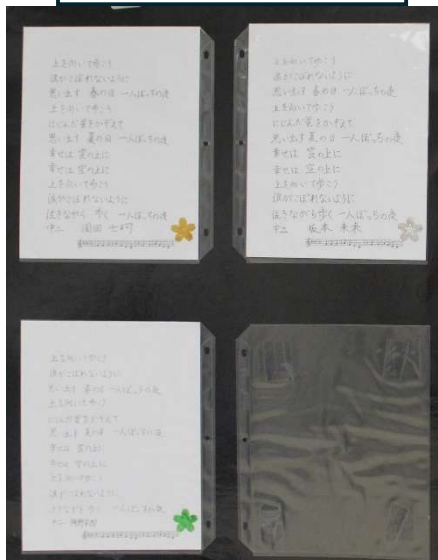 上を向いて歩こう
涙がこぼれないように
思い出す 春の日 一人ぼっちの夜
上を向いて歩こう
にじんだ星をかぞえて
思い出す 夏の日 一人ぼっちの夜
幸せは 雲の上に
幸せは 空の上に
上を向いて歩こう
涙がこぼれないように
泣きながら 歩く 一人ぼっちの夜
中二
上を向いて歩こう
涙がこぼれないように
思い出す 春の日 一人ぼっちの夜
上を向いて歩こう
にじんだ星をかぞえて
思い出す 夏の日 一人ぼっちの夜
幸せは 雲の上に
幸せは 空の上に
上を向いて歩こう
涙がこぼれないように
泣きながら歩く 一人ぼっちの夜
中二 坂本 未来
上を向いて歩こう
涙がこぼれないように
思い出す 春の日 一人ぼっちの夜
上を向いて歩こう
にじんだ星をかぞえて
思い出す 夏の日 一人ぼっちの夜
幸せは 雲の上に
幸せは 空の上に
上を向いて歩こう
涙がこぼれないように
泣きながら 歩く 一人ぼっちの夜
中二